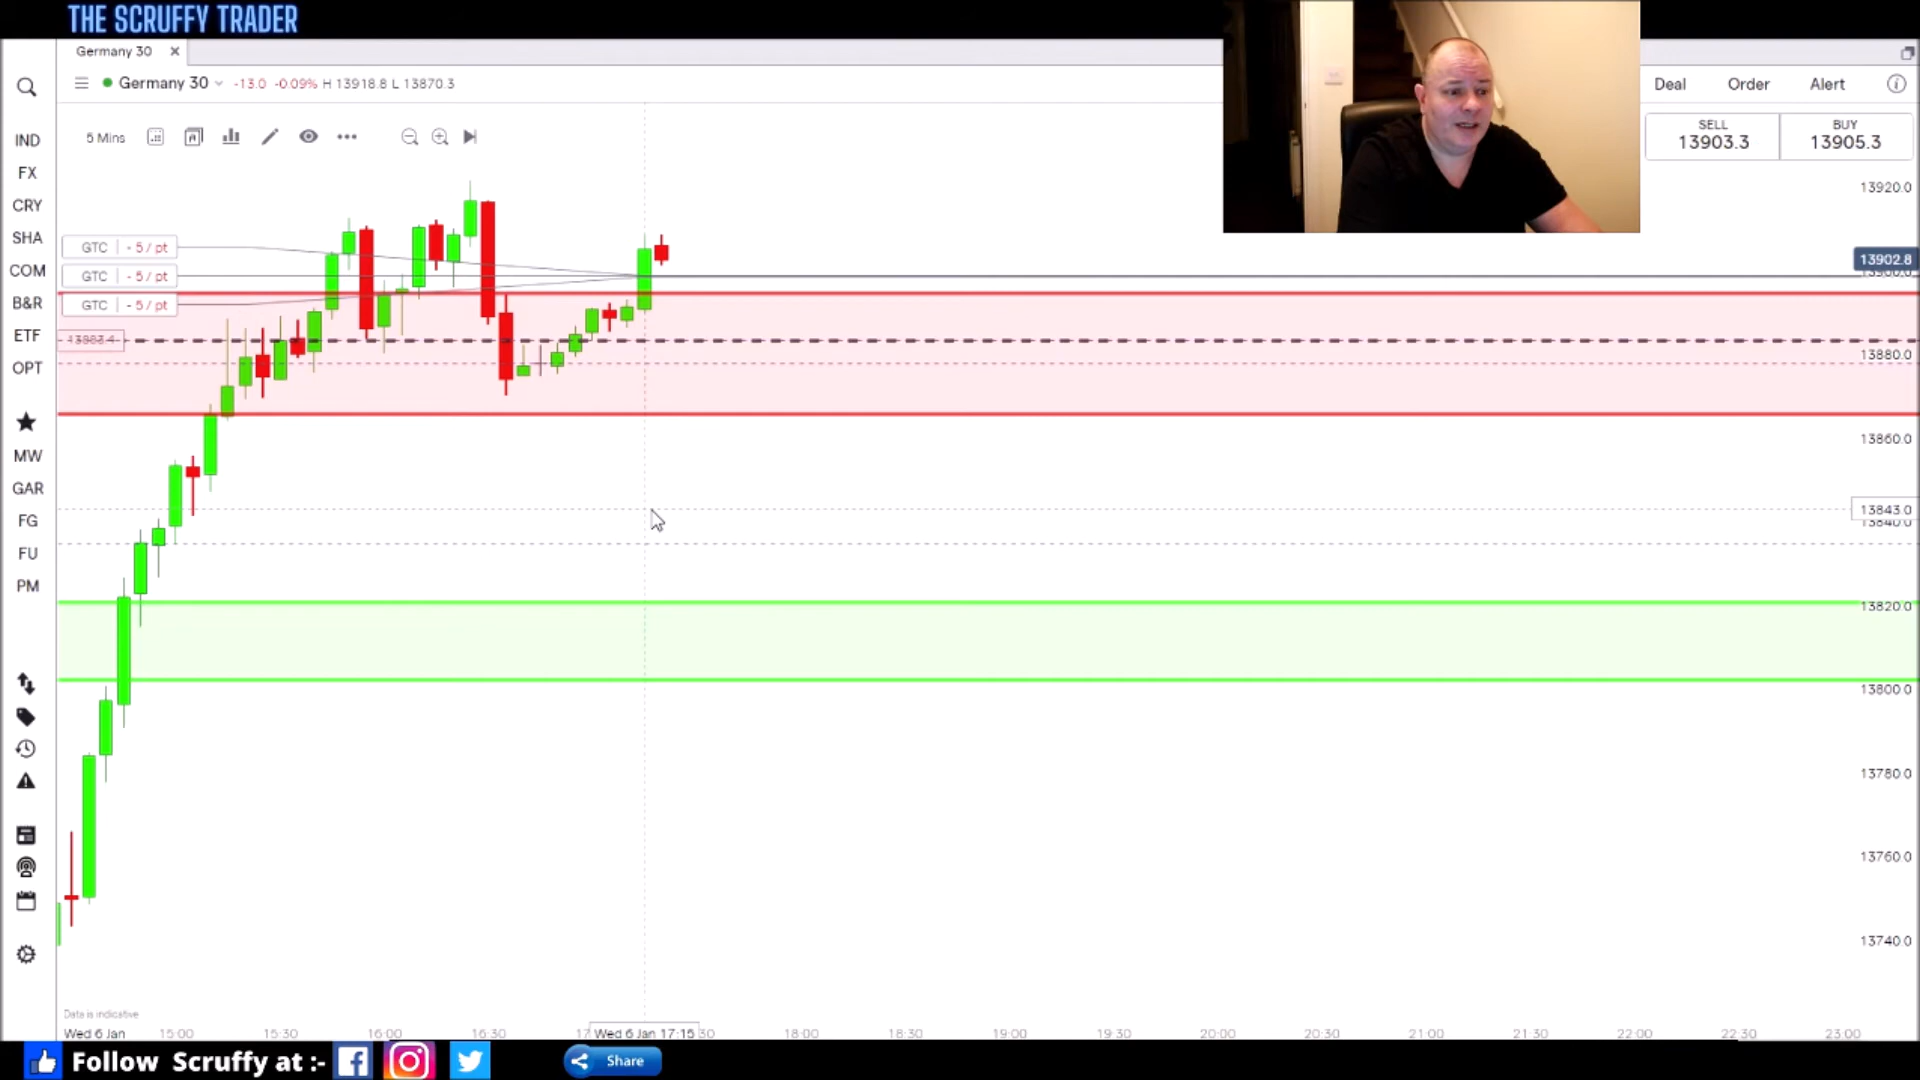 THE SCRUFFY TRADER
Germany 30
Germany 30 -13.0 -0.09% H 13918.8 L 13870.3
Deal Order Alert
5 Mins
SELL 13903.3
BUY 13905.3
IND
FX
CRY
SHA
COM
B&R
ETF
OPT
MW
GAR
FG
FU
PM
GTC - 5 / pt
GTC - 5 / pt
GTC - 5 / pt
13920.0
13902.8
13880.0
13860.0
13843.0
13840.0
13820.0
13800.0
13780.0
13760.0
13740.0
Data is indicative
Wed 6 Jan 15:00 15:30 16:00 16:30 Wed 6 Jan 17:15 18:00 18:30 19:00 19:30 20:00 20:30 21:00 21:30 22:00 22:30 23:00
Follow Scruffy at :-
Share